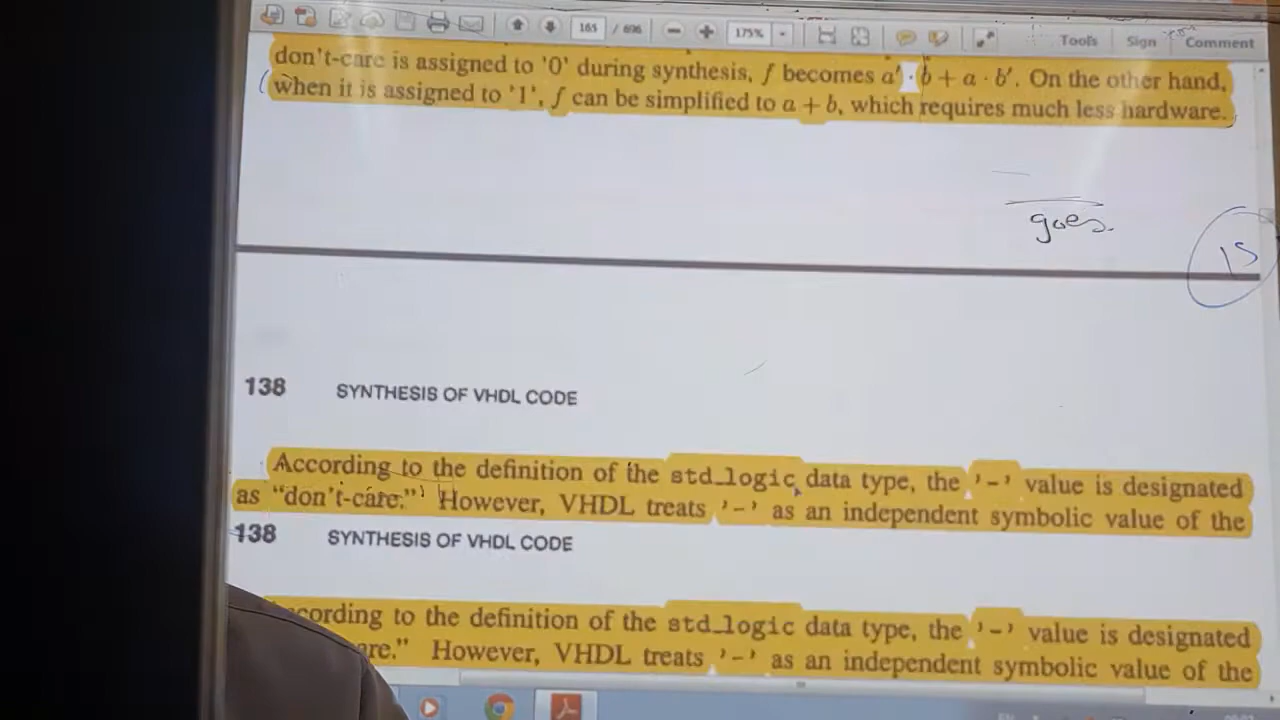 165 / 696
175%
Tools Sign Comment
don't-care is assigned to '0' during synthesis, f becomes a' · b + a · b'. On the other hand,
when it is assigned to '1', f can be simplified to a + b, which requires much less hardware.
goes.
15
138 SYNTHESIS OF VHDL CODE
According to the definition of the std_logic data type, the '-' value is designated
as "don't-care." However, VHDL treats '-' as an independent symbolic value of the
138 SYNTHESIS OF VHDL CODE
cording to the definition of the std_logic data type, the '-' value is designated
are." However, VHDL treats '-' as an independent symbolic value of the